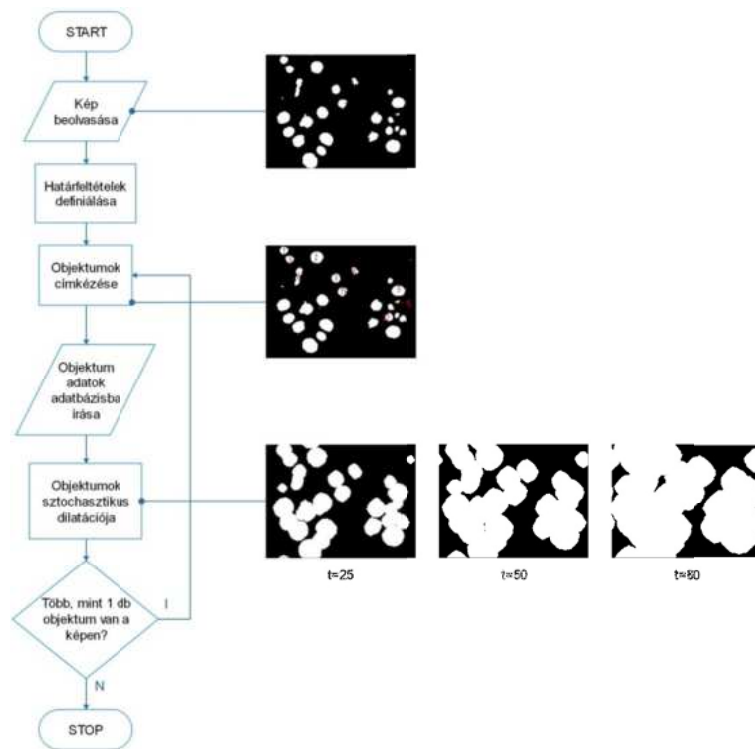 START
Kép
beolvasása
Határfeltételek
definiálása
Objektumok
címkézése
Objektum
adatok
adatbázisba
írása
Objektumok
sztochasztikus
dilatációja
t=25
t=50
t=80
Több, mint 1 db
objektum van a
képen?
I
N
STOP